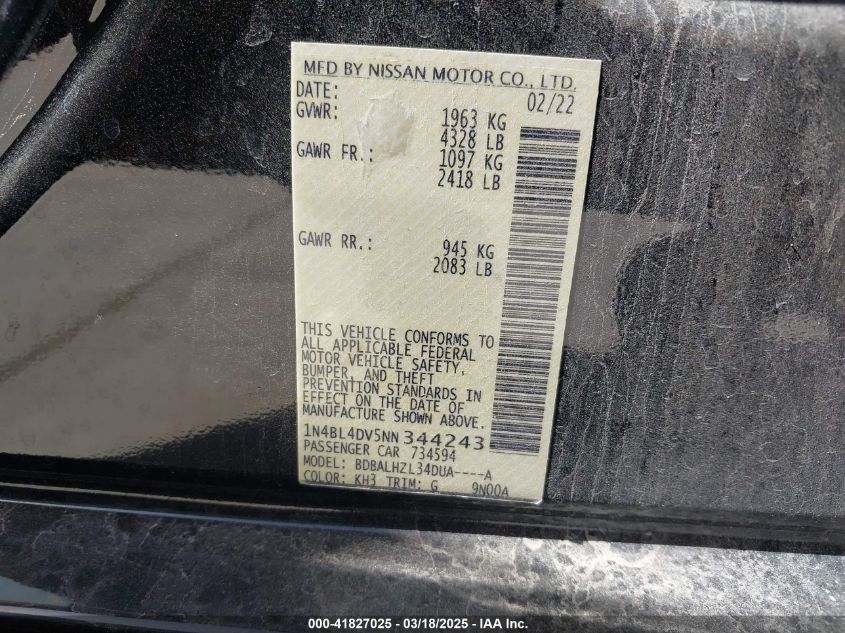 MFD BY NISSAN MOTOR CO., LTD.
DATE: 02/22
GVWR: 1963 KG
4328 LB
GAWR FR.: 1097 KG
2418 LB
GAWR RR.: 945 KG
2083 LB
THIS VEHICLE CONFORMS TO
ALL APPLICABLE FEDERAL
MOTOR VEHICLE SAFETY,
BUMPER, AND THEFT
PREVENTION STANDARDS IN
EFFECT ON THE DATE OF
MANUFACTURE SHOWN ABOVE.
1N4BL4DV5NN344243
PASSENGER CAR 734594
MODEL: BDBALHZL34DUA----A
COLOR: KH3 TRIM: G 9N00A
000-41827025 - 03/18/2025 - © IAA Inc.